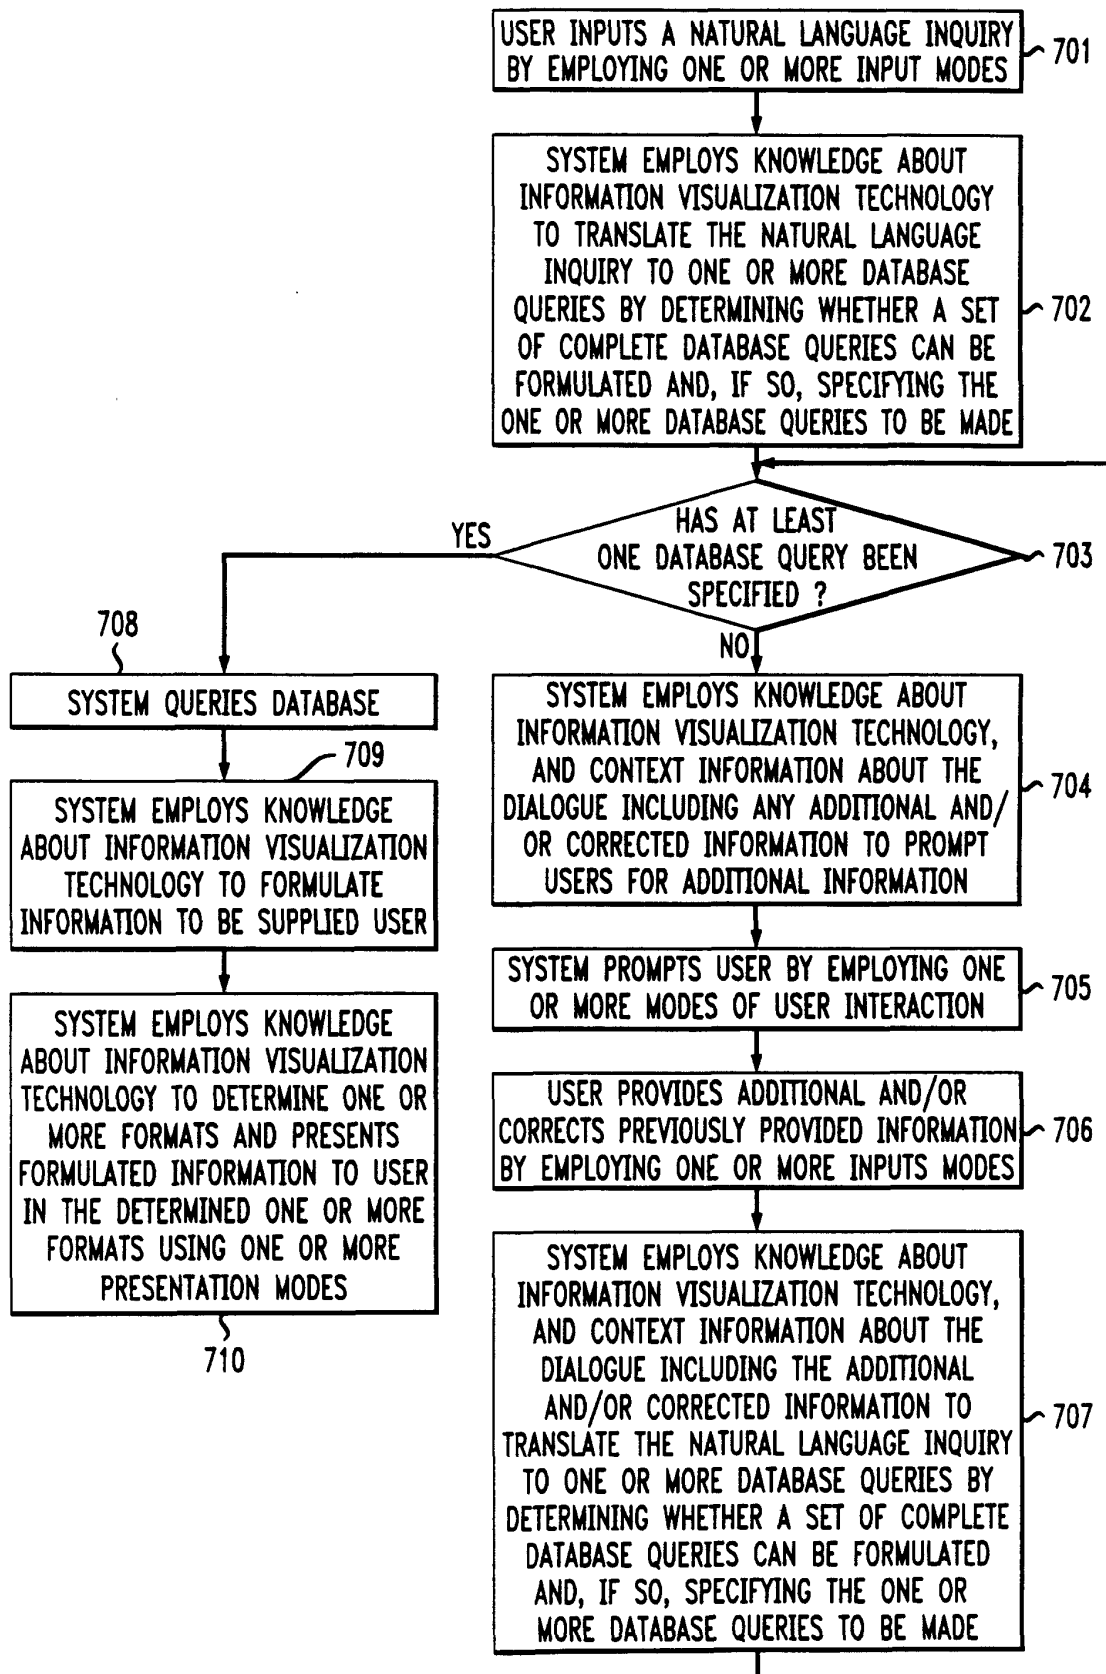 USER INPUTS A NATURAL LANGUAGE INQUIRY
BY EMPLOYING ONE OR MORE INPUT MODES
701
SYSTEM EMPLOYS KNOWLEDGE ABOUT
INFORMATION VISUALIZATION TECHNOLOGY
TO TRANSLATE THE NATURAL LANGUAGE
INQUIRY TO ONE OR MORE DATABASE
QUERIES BY DETERMINING WHETHER A SET
OF COMPLETE DATABASE QUERIES CAN BE
FORMULATED AND, IF SO, SPECIFYING THE
ONE OR MORE DATABASE QUERIES TO BE MADE
702
HAS AT LEAST
ONE DATABASE QUERY BEEN
SPECIFIED ?
703
YES
NO
708
SYSTEM QUERIES DATABASE
709
SYSTEM EMPLOYS KNOWLEDGE
ABOUT INFORMATION VISUALIZATION
TECHNOLOGY TO FORMULATE
INFORMATION TO BE SUPPLIED USER
SYSTEM EMPLOYS KNOWLEDGE
ABOUT INFORMATION VISUALIZATION
TECHNOLOGY TO DETERMINE ONE OR
MORE FORMATS AND PRESENTS
FORMULATED INFORMATION TO USER
IN THE DETERMINED ONE OR MORE
FORMATS USING ONE OR MORE
PRESENTATION MODES
710
SYSTEM EMPLOYS KNOWLEDGE ABOUT
INFORMATION VISUALIZATION TECHNOLOGY,
AND CONTEXT INFORMATION ABOUT THE
DIALOGUE INCLUDING ANY ADDITIONAL AND/
OR CORRECTED INFORMATION TO PROMPT
USERS FOR ADDITIONAL INFORMATION
704
SYSTEM PROMPTS USER BY EMPLOYING ONE
OR MORE MODES OF USER INTERACTION
705
USER PROVIDES ADDITIONAL AND/OR
CORRECTS PREVIOUSLY PROVIDED INFORMATION
BY EMPLOYING ONE OR MORE INPUTS MODES
706
SYSTEM EMPLOYS KNOWLEDGE ABOUT
INFORMATION VISUALIZATION TECHNOLOGY,
AND CONTEXT INFORMATION ABOUT THE
DIALOGUE INCLUDING THE ADDITIONAL
AND/OR CORRECTED INFORMATION TO
TRANSLATE THE NATURAL LANGUAGE INQUIRY
TO ONE OR MORE DATABASE QUERIES BY
DETERMINING WHETHER A SET OF COMPLETE
DATABASE QUERIES CAN BE FORMULATED
AND, IF SO, SPECIFYING THE ONE OR
MORE DATABASE QUERIES TO BE MADE
707